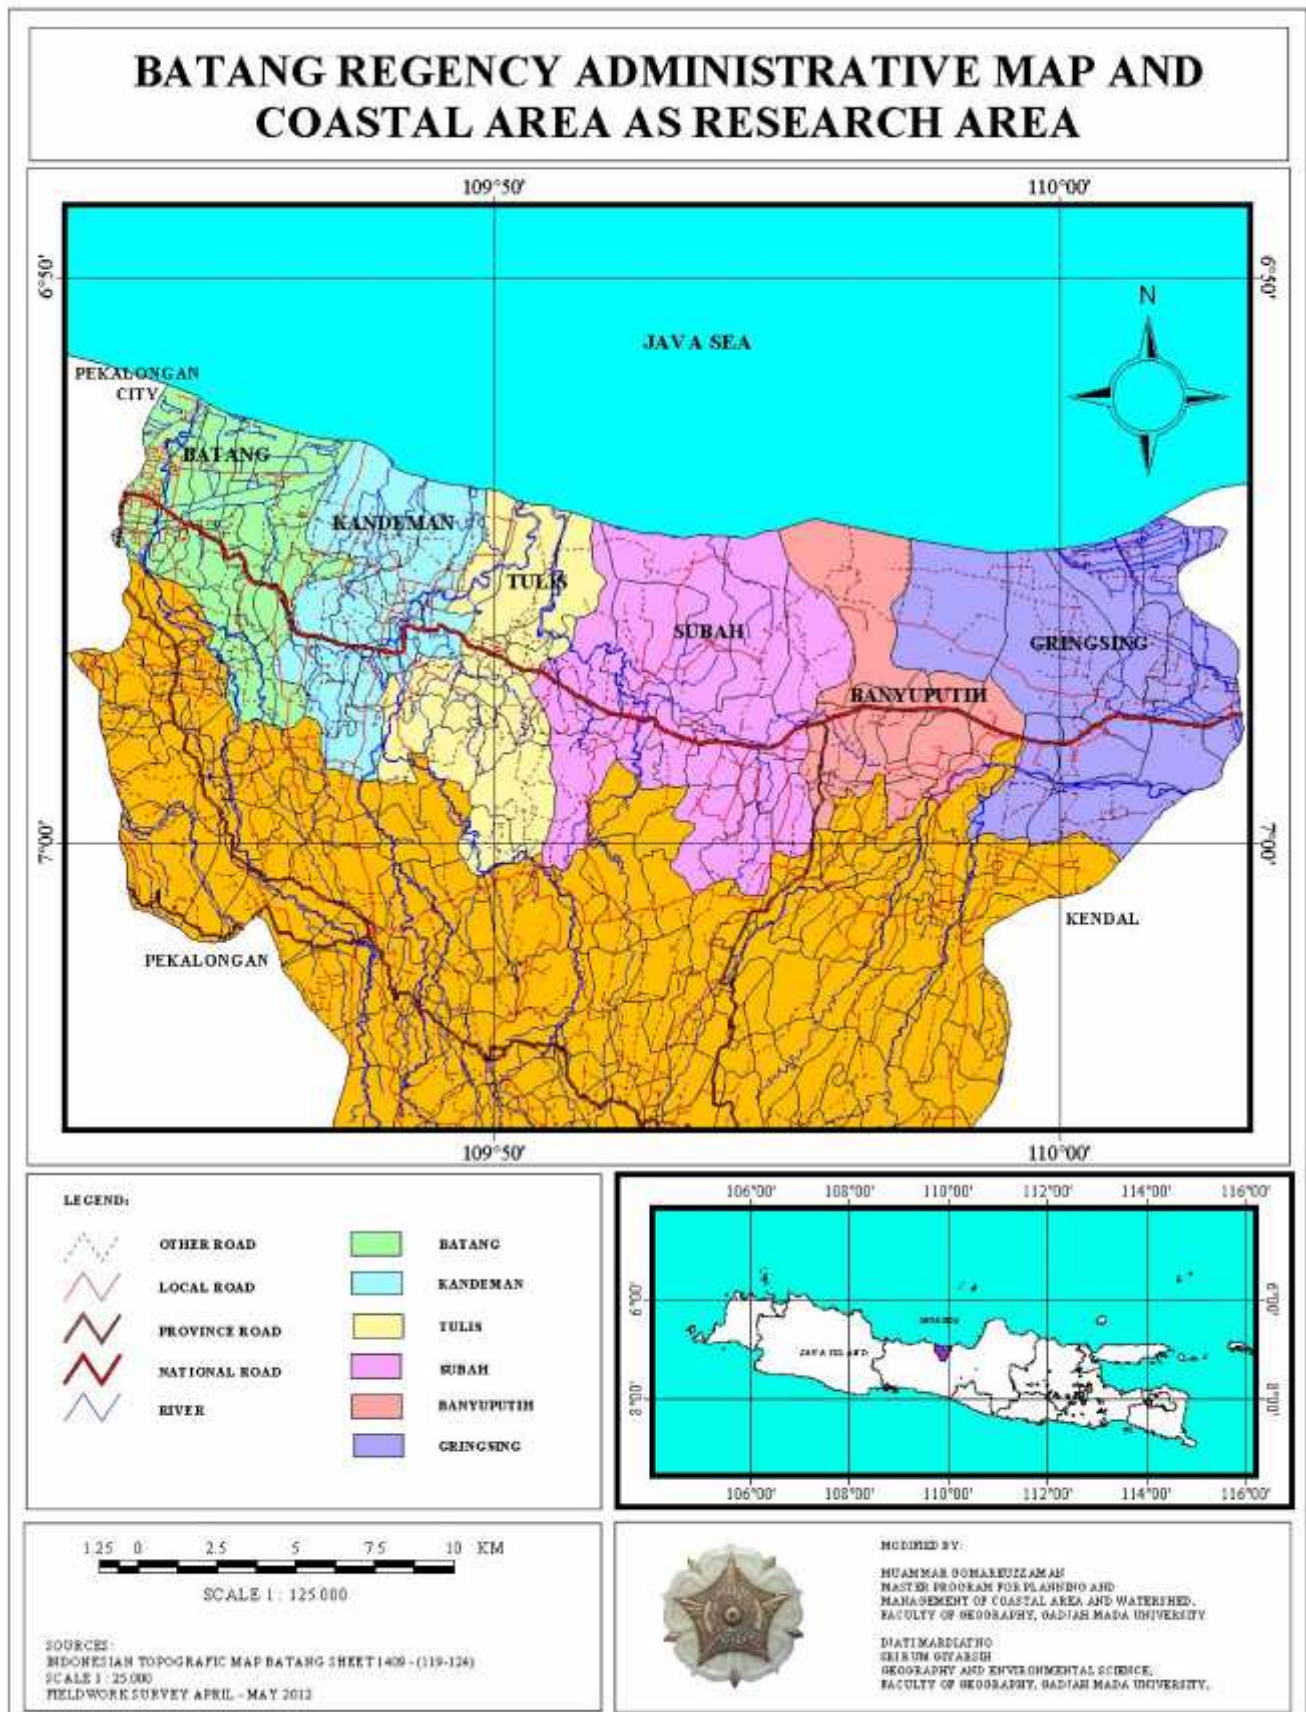 BATANG REGENCY ADMINISTRATIVE MAP AND
COASTAL AREA AS RESEARCH AREA
109°50'
110°00'
6°50'
6°50'
N
JAVA SEA
PEKALONGAN
CITY
BATANG
KANDEMAN
TULIS
SUBAH
GRINGSING
BANYUPUTIH
7°00'
7°00'
KENDAL
PEKALONGAN
109°50'
110°00'
LEGEND:
OTHER ROAD
LOCAL ROAD
PROVINCE ROAD
NATIONAL ROAD
RIVER
BATANG
KANDEMAN
TULIS
SUBAH
BANYUPUTIH
GRINGSING
106°00'
108°00'
110°00'
112°00'
114°00'
116°00'
6°00'
6°00'
JAVA ISLAND
8°00'
8°00'
106°00'
108°00'
110°00'
112°00'
114°00'
116°00'
1.25 0 2.5 5 7.5 10 KM
SCALE 1 : 125.000
SOURCES:
INDONESIAN TOPOGRAFIC MAP BATANG SHEET 1409 - (119-124)
SCALE 1 : 25.000
FIELDWORK SURVEY APRIL - MAY 2012
MODIFIED BY:
MUAMMAR
MASTER PROGRAM FOR PLANNING AND
MANAGEMENT OF COASTAL AREA AND WATERSHED,
FACULTY OF GEOGRAPHY, GADJAH MADA UNIVERSITY
DJATI MARDIATNO
SRI RUM GIYARSIH
GEOGRAPHY AND ENVIRONMENTAL SCIENCE,
FACULTY OF GEOGRAPHY, GADJAH MADA UNIVERSITY,